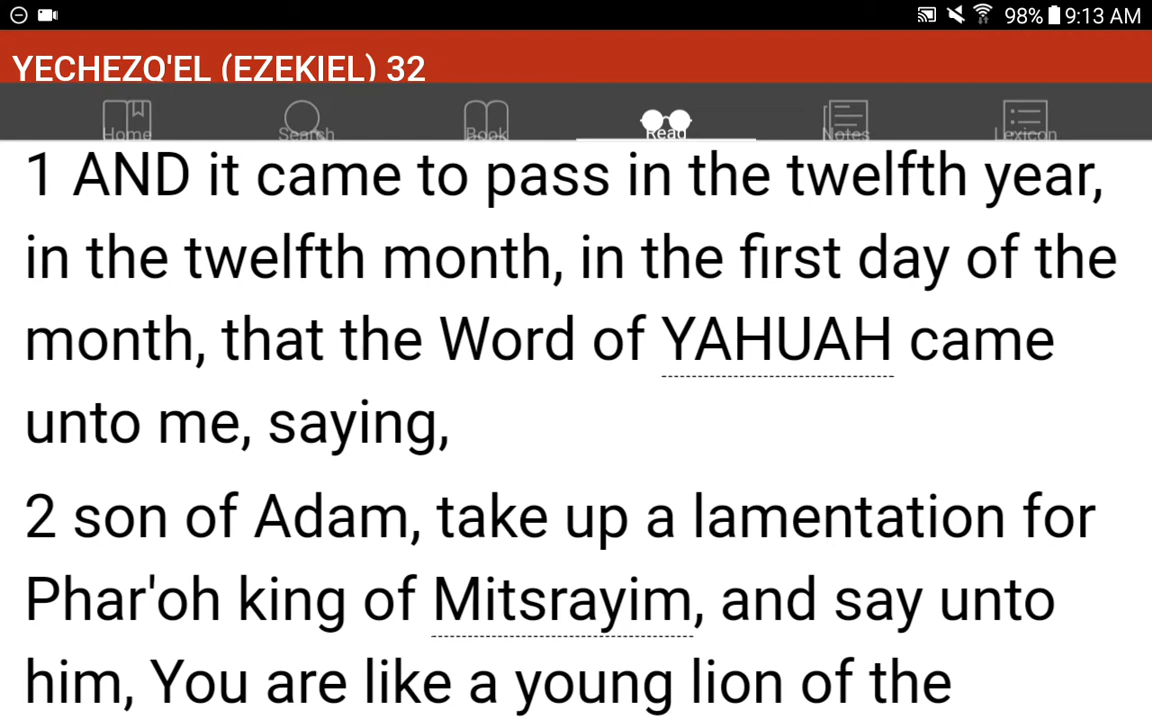 98% 9:13 AM
YECHEZQ'EL (EZEKIEL) 32
Home Search Book Read Notes Lexicon
1 AND it came to pass in the twelfth year,
in the twelfth month, in the first day of the
month, that the Word of YAHUAH came
unto me, saying,
2 son of Adam, take up a lamentation for
Phar'oh king of Mitsrayim, and say unto
him, You are like a young lion of the